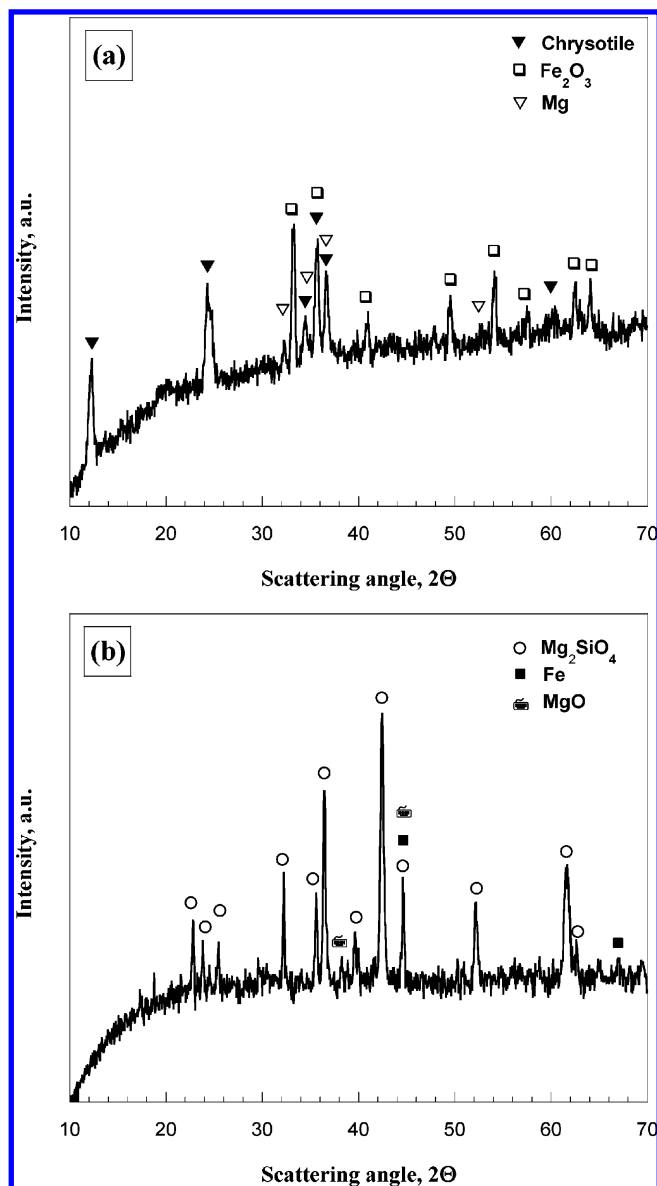 (a)
Chrysotile
Fe₂O₃
Mg
Intensity, a.u.
10 20 30 40 50 60 70
Scattering angle, 2Θ
(b)
Mg₂SiO₄
Fe
MgO
Intensity, a.u.
10 20 30 40 50 60 70
Scattering angle, 2Θ